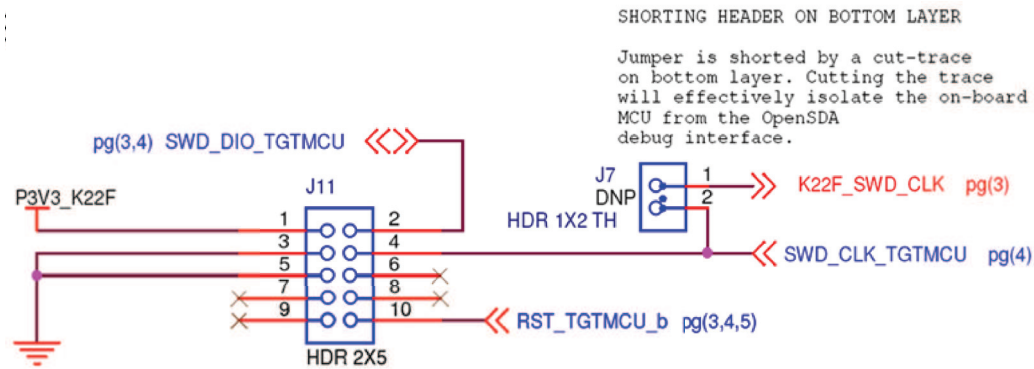 SHORTING HEADER ON BOTTOM LAYER
Jumper is shorted by a cut-trace
on bottom layer. Cutting the trace
will effectively isolate the on-board
MCU from the OpenSDA
debug interface.
pg(3,4) SWD_DIO_TGTMCU
J7
1
K22F_SWD_CLK pg(3)
DNP
2
HDR 1X2 TH
P3V3_K22F
J11
1 2
3 4
SWD_CLK_TGTMCU pg(4)
5 6
7 8
9 10
RST_TGTMCU_b pg(3,4,5)
HDR 2X5